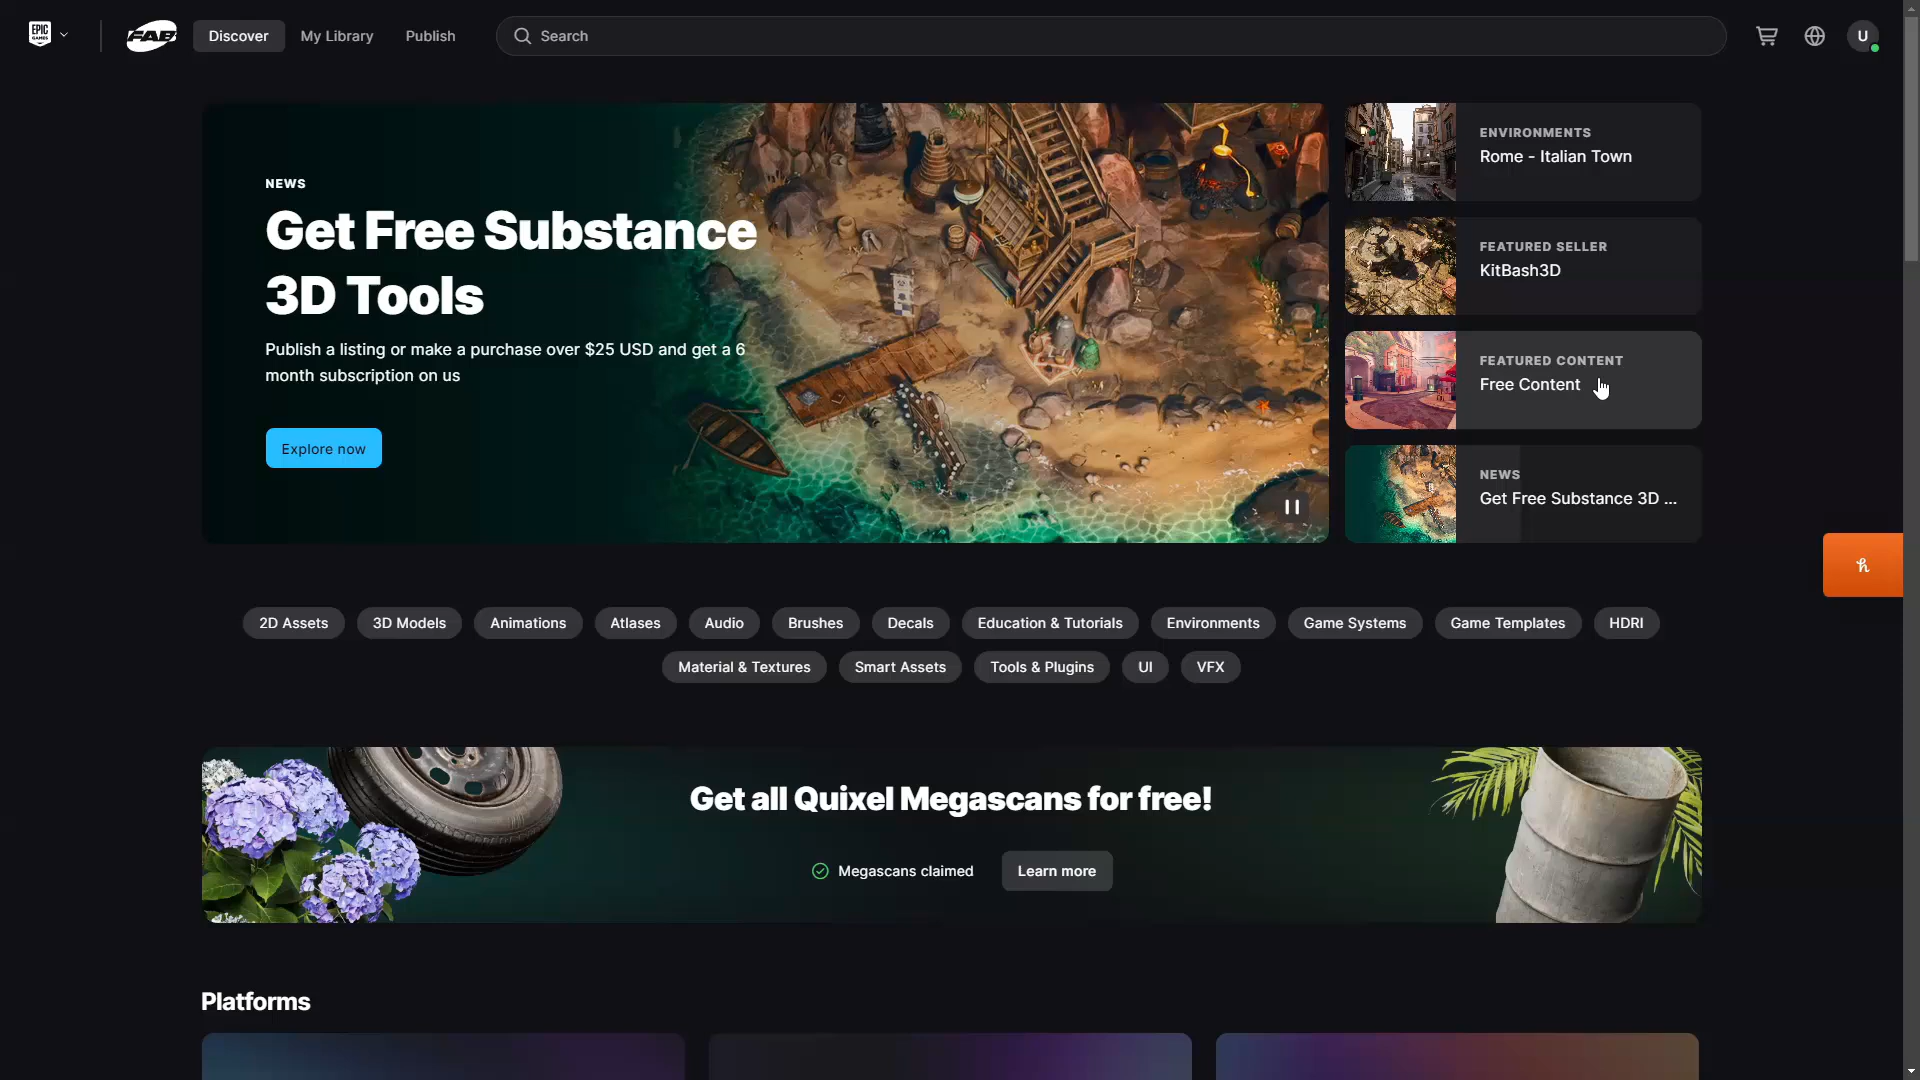 EPIC
GAMES
FAB
Discover
My Library
Publish
Search
U
NEWS
Get Free Substance
3D Tools
Publish a listing or make a purchase over $25 USD and get a 6
month subscription on us
Explore now
ENVIRONMENTS
Rome - Italian Town
FEATURED SELLER
KitBash3D
FEATURED CONTENT
Free Content
NEWS
Get Free Substance 3D ...
2D Assets
3D Models
Animations
Atlases
Audio
Brushes
Decals
Education & Tutorials
Environments
Game Systems
Game Templates
HDRI
Material & Textures
Smart Assets
Tools & Plugins
UI
VFX
Get all Quixel Megascans for free!
Megascans claimed
Learn more
Platforms